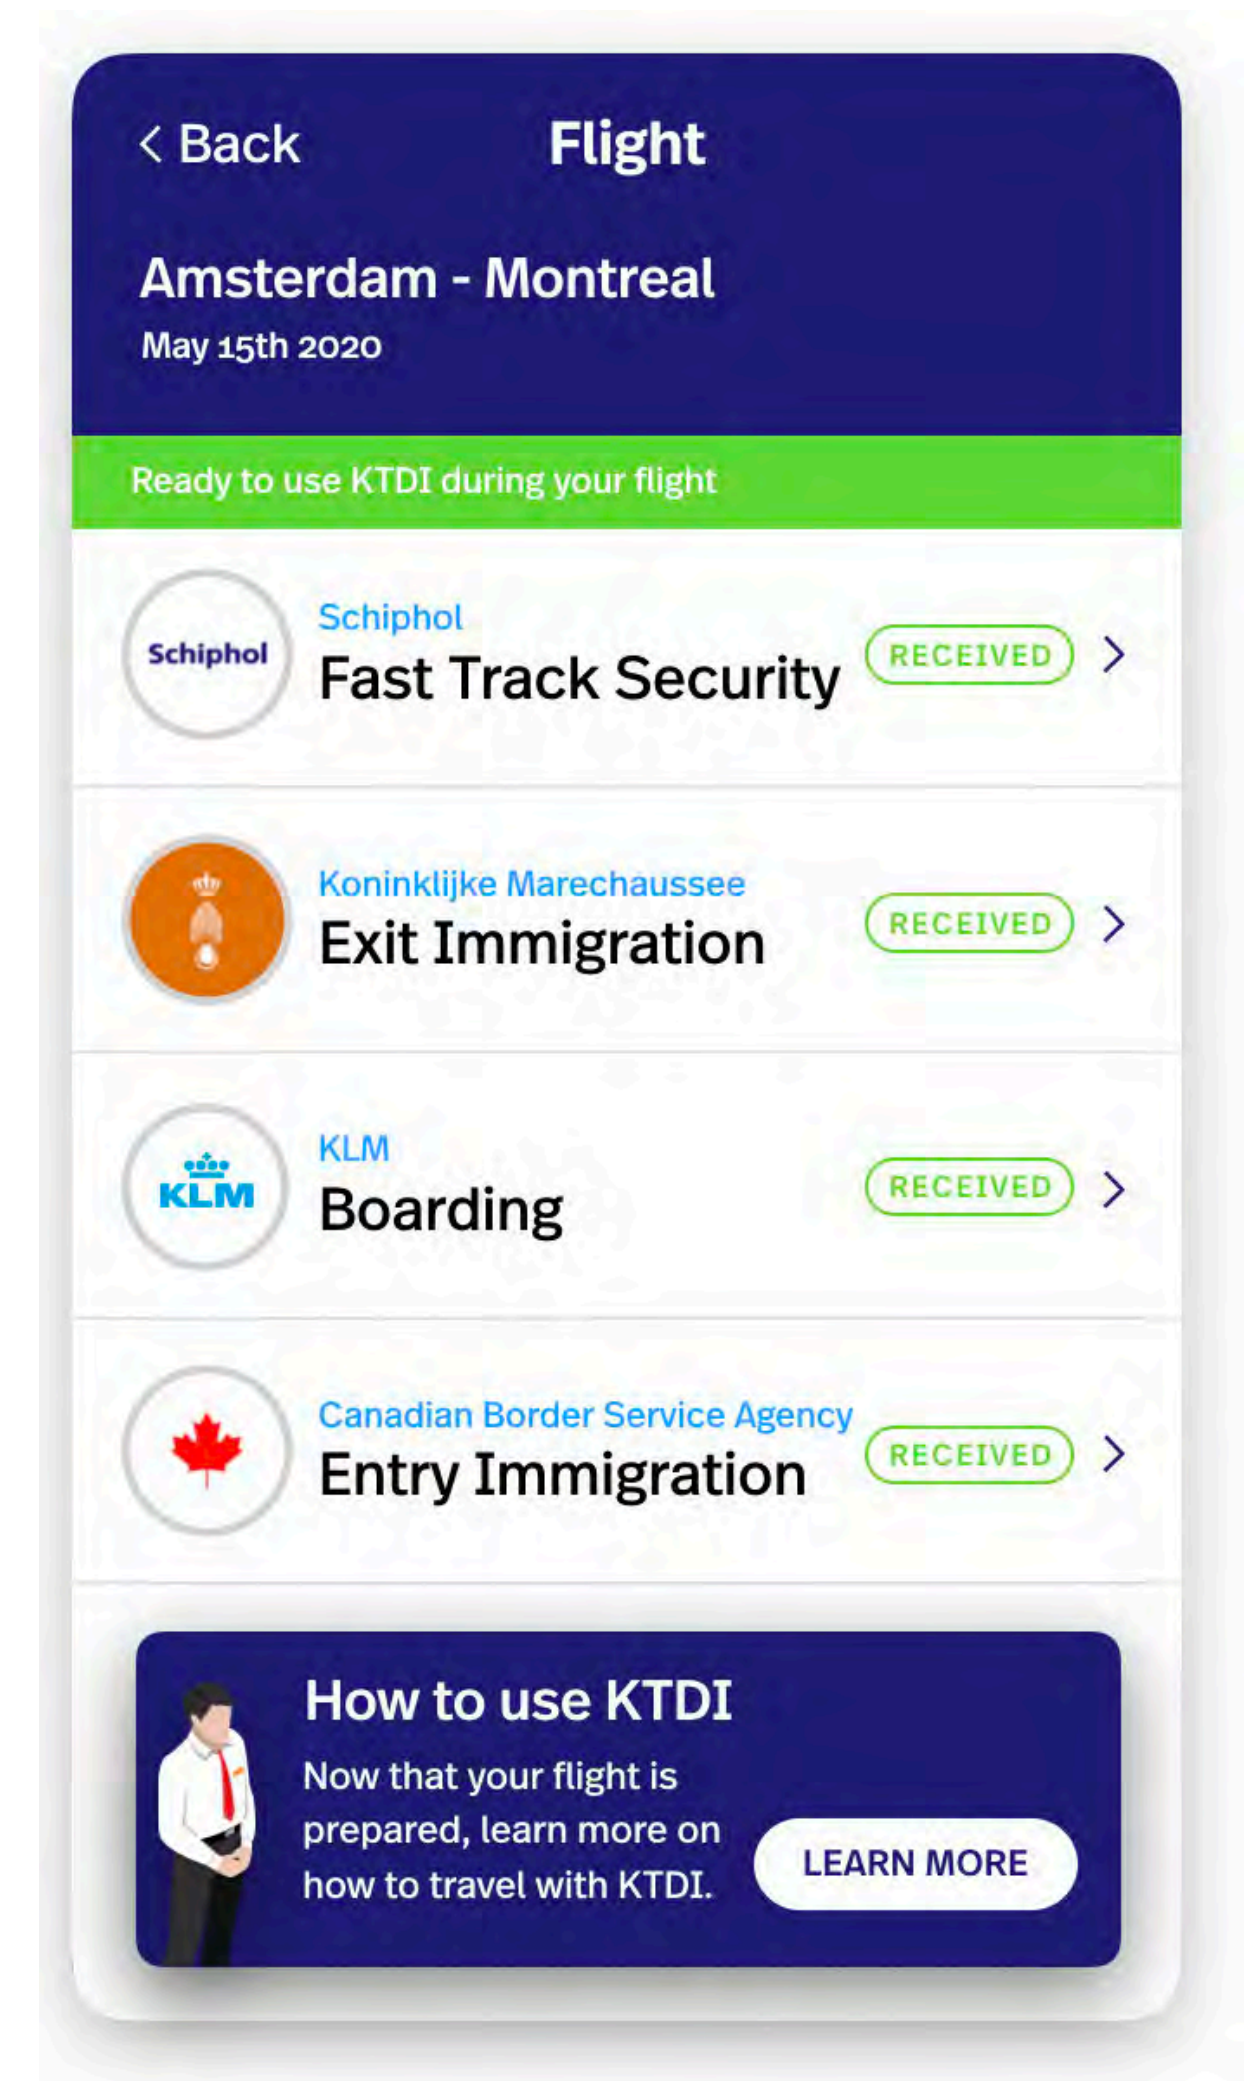 < Back Flight
Amsterdam - Montreal
May 15th 2020
Ready to use KTDI during your flight
Schiphol
Schiphol
Fast Track Security
RECEIVED
Koninklijke Marechaussee
Exit Immigration
RECEIVED
KLM
KLM
Boarding
RECEIVED
Canadian Border Service Agency
Entry Immigration
RECEIVED
How to use KTDI
Now that your flight is
prepared, learn more on
how to travel with KTDI.
LEARN MORE